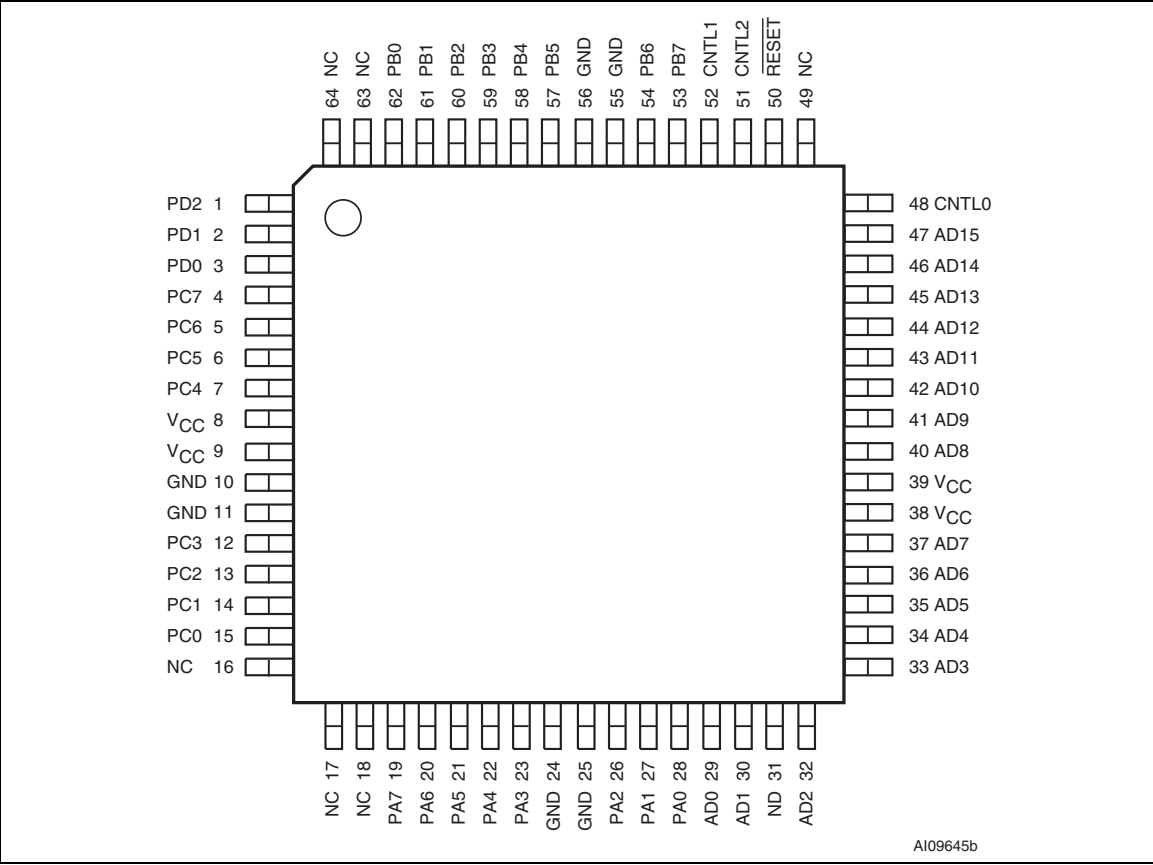 64 NC
63 NC
62 PB0
61 PB1
60 PB2
59 PB3
58 PB4
57 PB5
56 GND
55 GND
54 PB6
53 PB7
52 CNTL1
51 CNTL2
50 RESET
49 NC
PD2 1
PD1 2
PD0 3
PC7 4
PC6 5
PC5 6
PC4 7
VCC 8
VCC 9
GND 10
GND 11
PC3 12
PC2 13
PC1 14
PC0 15
NC 16
48 CNTL0
47 AD15
46 AD14
45 AD13
44 AD12
43 AD11
42 AD10
41 AD9
40 AD8
39 VCC
38 VCC
37 AD7
36 AD6
35 AD5
34 AD4
33 AD3
NC 17
NC 18
PA7 19
PA6 20
PA5 21
PA4 22
PA3 23
GND 24
GND 25
PA2 26
PA1 27
PA0 28
AD0 29
AD1 30
ND 31
AD2 32
AI09645b